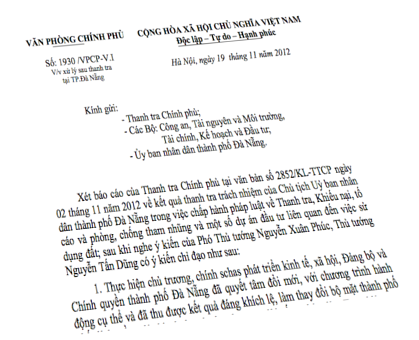 VĂN PHÒNG CHÍNH PHỦ
CỘNG HÒA XÃ HỘI CHỦ NGHĨA VIỆT NAM
Độc lập – Tự do – Hạnh phúc
Số: 1930 /VPCP-V.I
V/v xử lý sau thanh tra
tại TP.Đà Nẵng
Hà Nội, ngày 19 tháng 11 năm 2012
Kính gửi:
- Thanh tra Chính phủ;
- Các Bộ: Công an, Tài nguyên và Môi trường,
Tài chính, Kế hoạch và Đầu tư;
- Ủy ban nhân dân thành phố Đà Nẵng.
Xét báo cáo của Thanh tra Chính phủ tại văn bản số 2852/KL-TTCP ngày
02 tháng 11 năm 2012 về kết quả thanh tra trách nhiệm của Chủ tịch Uỷ ban nhân
dân thành phố Đà Nẵng trong việc chấp hành pháp luật về Thanh tra, Khiếu nại, tố
cáo và phòng, chống tham nhũng và một số dự án đầu tư liên quan đến việc sử
dụng đất; sau khi nghe ý kiến của Phó Thủ tướng Nguyễn Xuân Phúc, Thủ tướng
Nguyễn Tấn Dũng có ý kiến chỉ đạo như sau:
1. Thực hiện chủ trương, chính schas phát triển kinh tế, xã hội, Đảng bộ và
Chính quyền thành phố Đà Nẵng đã quyết tâm đổi mới, với chương trình hành
động cụ thể và đã thu được kết quả đáng khích lệ, làm thay đổi bộ mặt thành phố